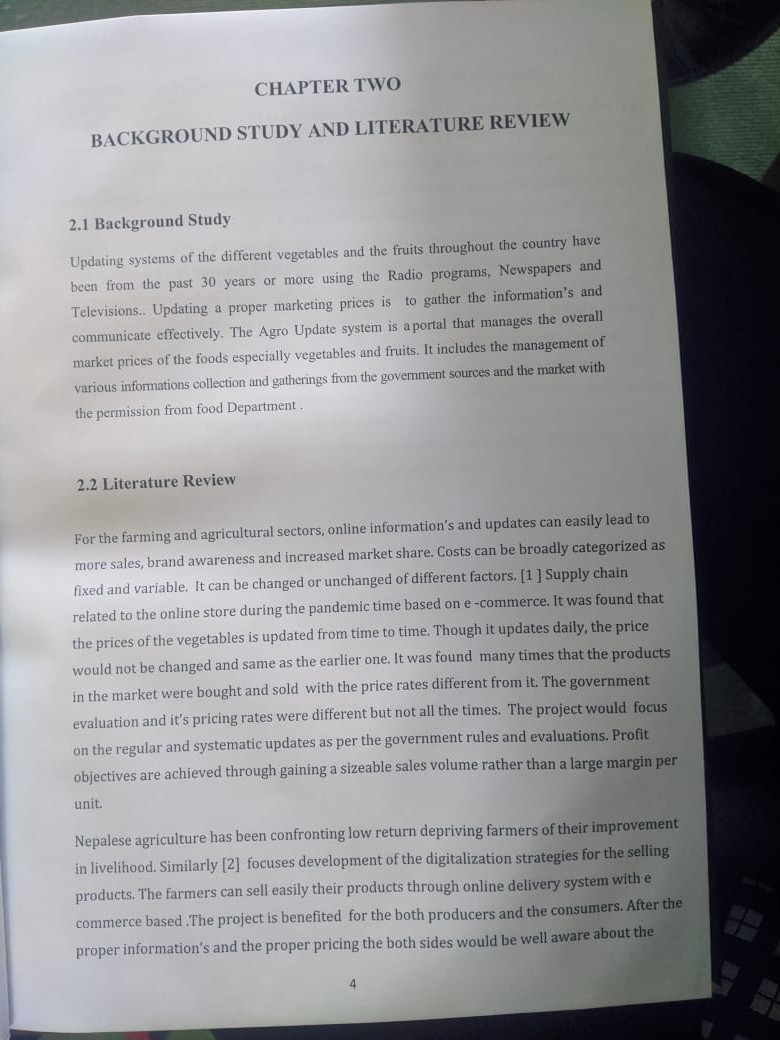 CHAPTER TWO
BACKGROUND STUDY AND LITERATURE REVIEW
2.1 Background Study
Updating systems of the different vegetables and the fruits throughout the country have
been from the past 30 years or more using the Radio programs, Newspapers and
Televisions.. Updating a proper marketing prices is to gather the information's and
communicate effectively. The Agro Update system is a portal that manages the overall
market prices of the foods especially vegetables and fruits. It includes the management of
various informations collection and gatherings from the government sources and the market with
the permission from food Department .
2.2 Literature Review
For the farming and agricultural sectors, online information's and updates can easily lead to
more sales, brand awareness and increased market share. Costs can be broadly categorized as
fixed and variable. It can be changed or unchanged of different factors. [1 ] Supply chain
related to the online store during the pandemic time based on e -commerce. It was found that
the prices of the vegetables is updated from time to time. Though it updates daily, the price
would not be changed and same as the earlier one. It was found many times that the products
in the market were bought and sold with the price rates different from it. The government
evaluation and it's pricing rates were different but not all the times. The project would focus
on the regular and systematic updates as per the government rules and evaluations. Profit
objectives are achieved through gaining a sizeable sales volume rather than a large margin per
unit.
Nepalese agriculture has been confronting low return depriving farmers of their improvement
in livelihood. Similarly [2] focuses development of the digitalization strategies for the selling
products. The farmers can sell easily their products through online delivery system with e
commerce based .The project is benefited for the both producers and the consumers. After the
proper information's and the proper pricing the both sides would be well aware about the
4